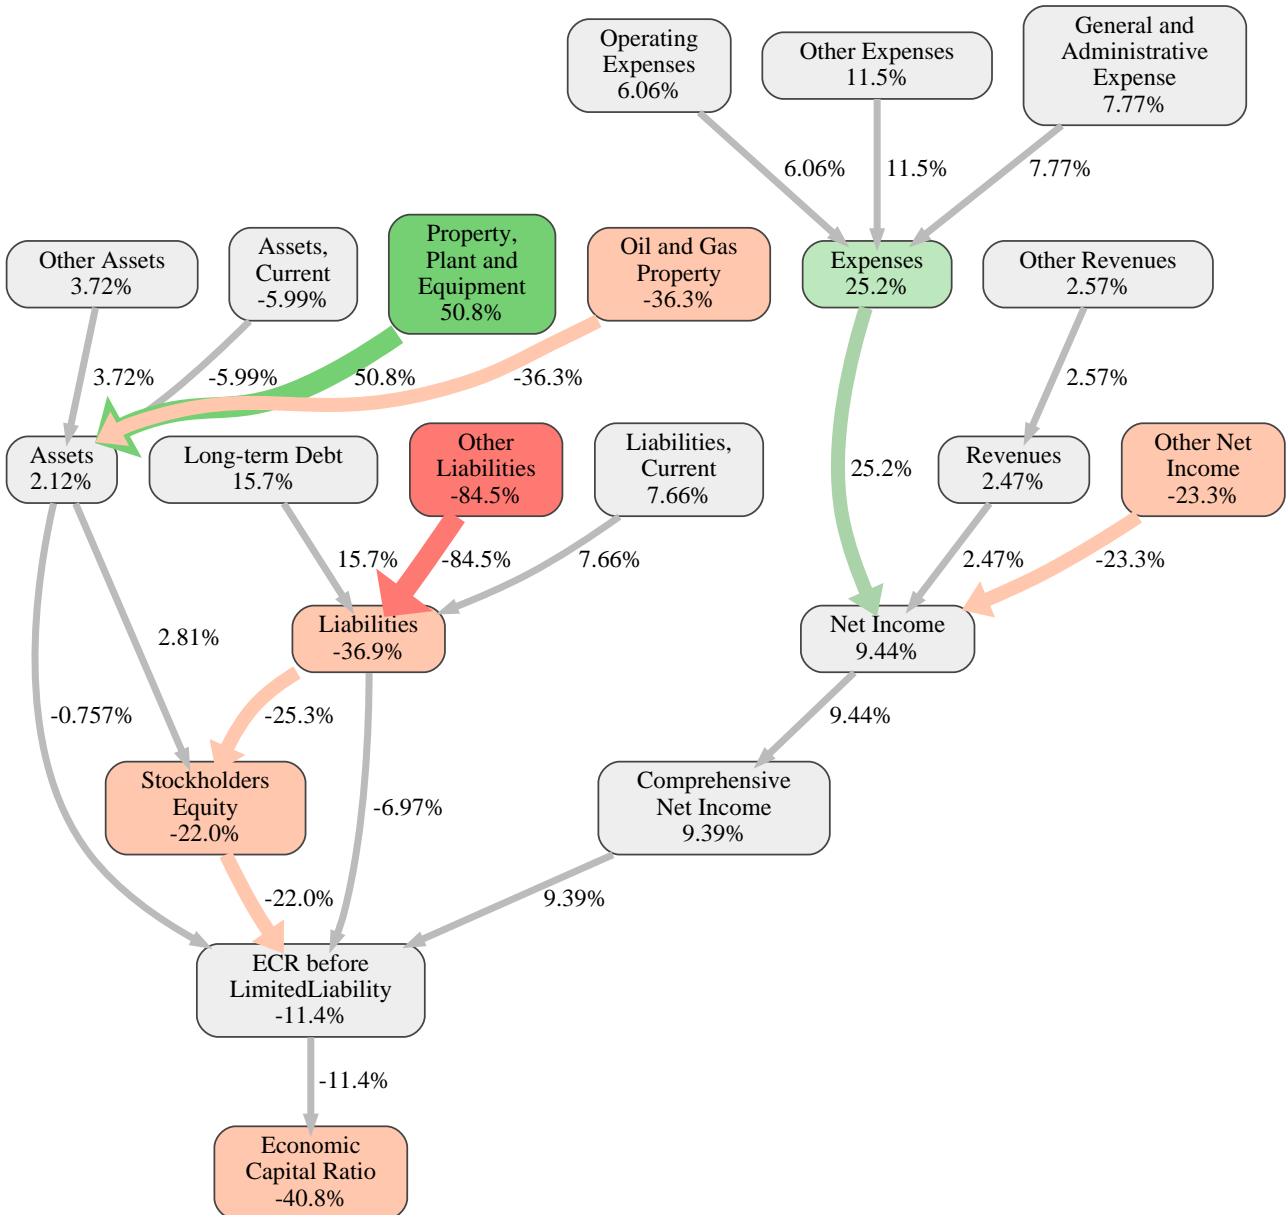 Operating
Expenses
6.06%
Other Expenses
11.5%
General and
Administrative
Expense
7.77%
6.06%
11.5%
7.77%
Other Assets
3.72%
Assets,
Current
-5.99%
Property,
Plant and
Equipment
50.8%
Oil and Gas
Property
-36.3%
Expenses
25.2%
Other Revenues
2.57%
3.72%
-5.99%
50.8%
-36.3%
2.57%
Assets
2.12%
Long-term Debt
15.7%
Other
Liabilities
-84.5%
Liabilities,
Current
7.66%
25.2%
Revenues
2.47%
Other Net
Income
-23.3%
15.7%
-84.5%
7.66%
2.47%
-23.3%
2.81%
Liabilities
-36.9%
Net Income
9.44%
-0.757%
-25.3%
9.44%
Stockholders
Equity
-22.0%
-6.97%
Comprehensive
Net Income
9.39%
-22.0%
9.39%
ECR before
LimitedLiability
-11.4%
-11.4%
Economic
Capital Ratio
-40.8%